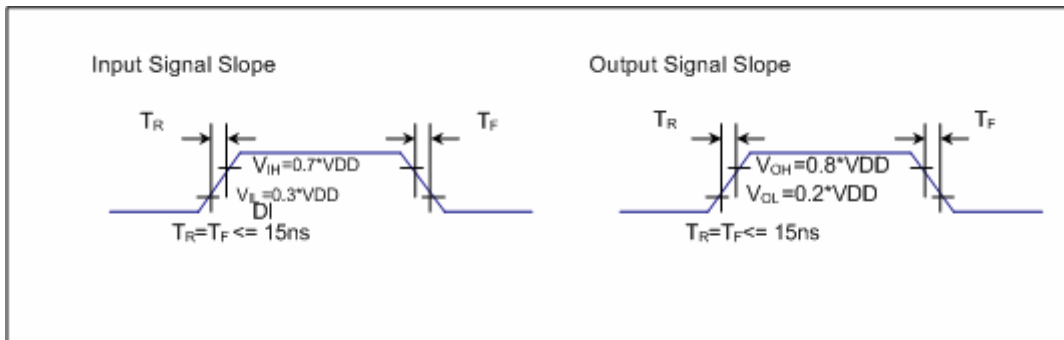 Input Signal Slope
TR
TF
VIH=0.7*VDD
VIL=0.3*VDD
DI
TR=TF <= 15ns
Output Signal Slope
TR
TF
VOH=0.8*VDD
VOL=0.2*VDD
TR=TF<= 15ns